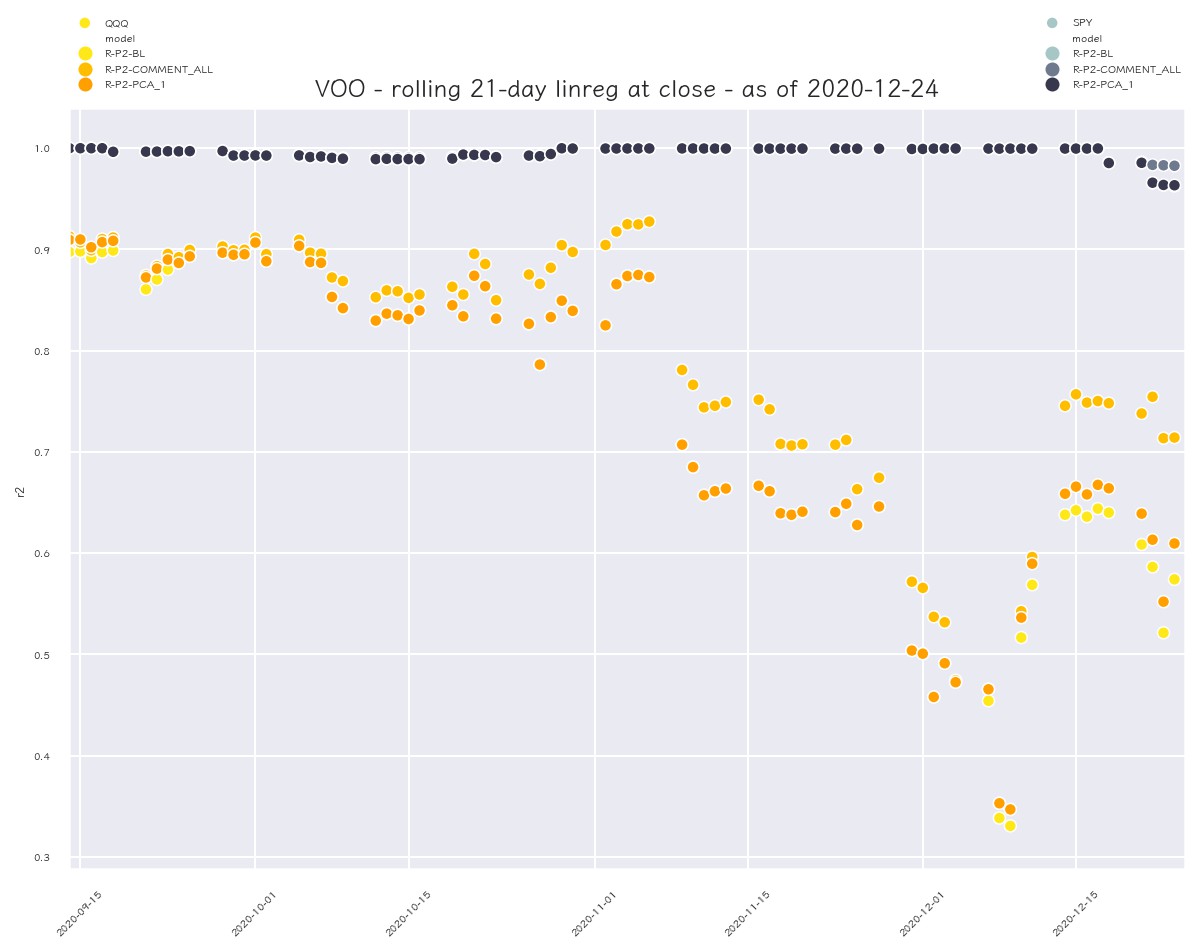 QQQ
model
R-P2-BL
R-P2-COMMENT_ALL
R-P2-PCA_1
SPY
model
R-P2-BL
R-P2-COMMENT_ALL
R-P2-PCA_1
VOO - rolling 21-day linreg at close - as of 2020-12-24
1.0
0.9
0.8
0.7
0.6
0.5
0.4
0.3
r2
2020-09-15
2020-10-01
2020-10-15
2020-11-01
2020-11-15
2020-12-01
2020-12-15